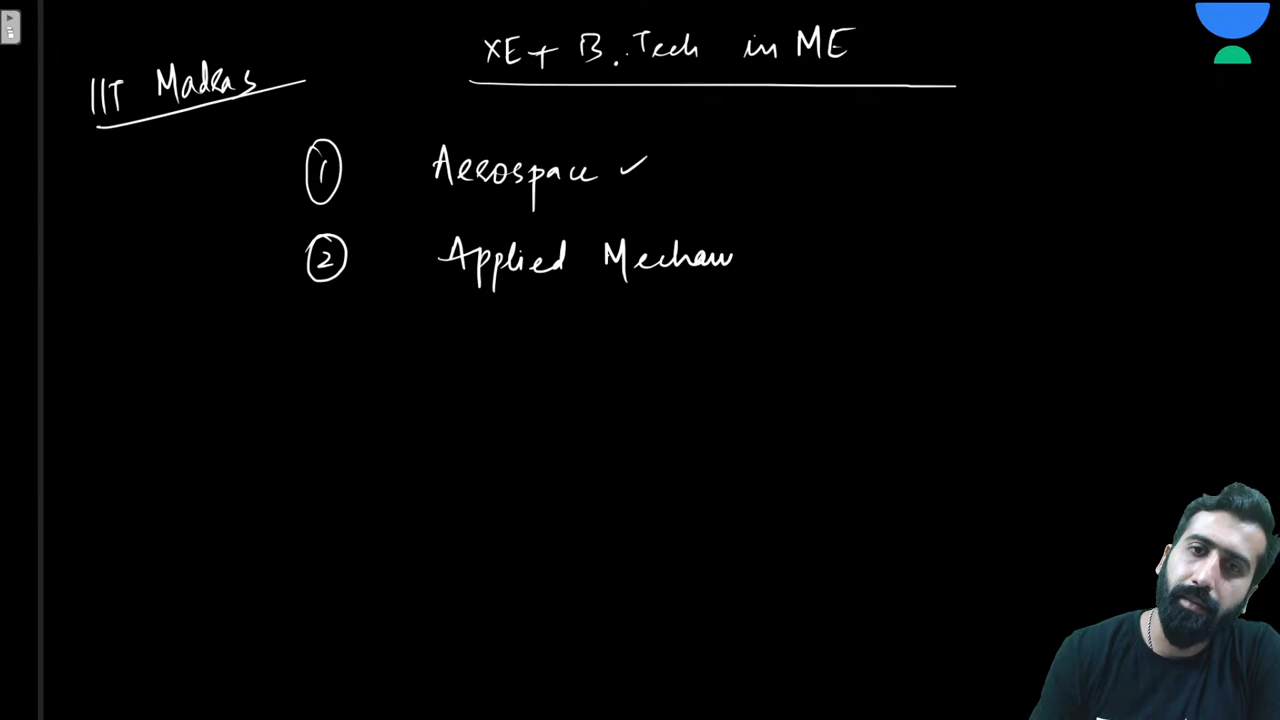 XE + B.Tech in ME
IIT Madras
1 Aerospace ✓
2 Applied Mechan